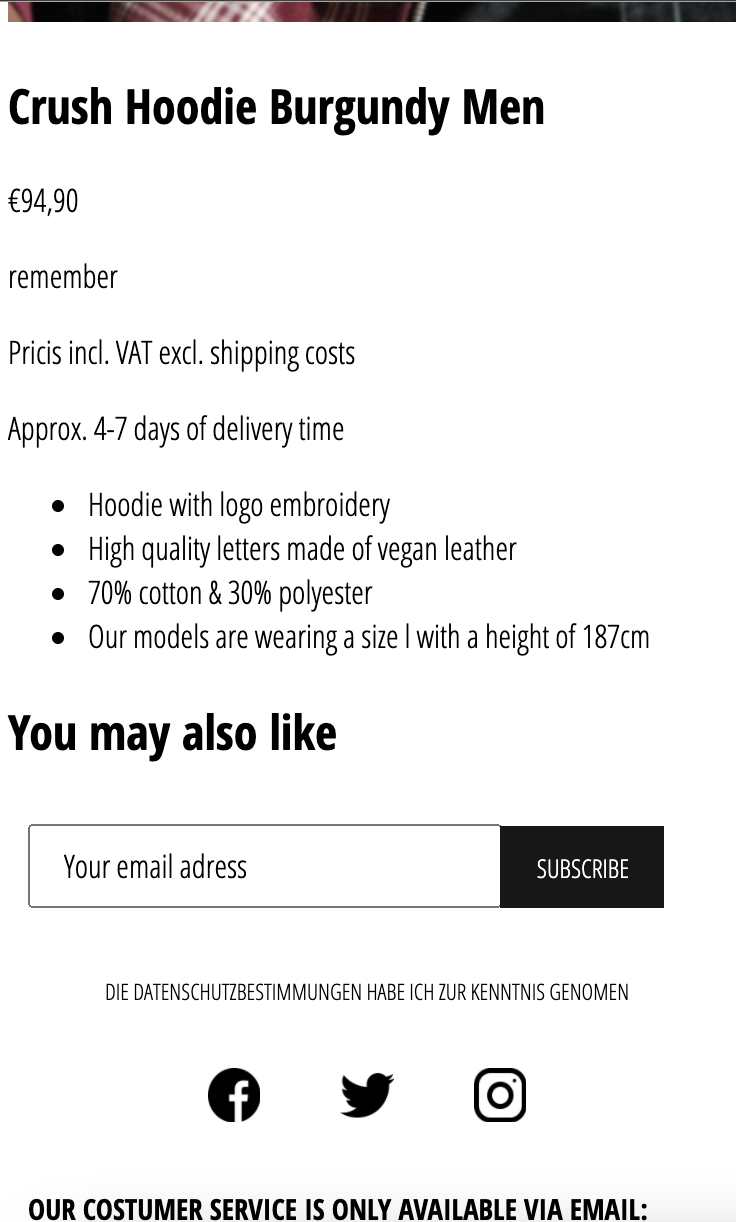 Crush Hoodie Burgundy Men
€94,90
remember
Pricis incl. VAT excl. shipping costs
Approx. 4-7 days of delivery time
Hoodie with logo embroidery
High quality letters made of vegan leather
70% cotton & 30% polyester
Our models are wearing a size l with a height of 187cm
You may also like
Your email adress
SUBSCRIBE
DIE DATENSCHUTZBESTIMMUNGEN HABE ICH ZUR KENNTNIS GENOMEN
OUR COSTUMER SERVICE IS ONLY AVAILABLE VIA EMAIL: